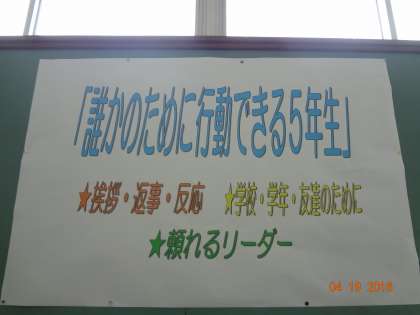 「誰かのために行動できる5年生」
★挨拶・返事・反応 ★学校・学年・友達のために
★頼れるリーダー
04 19 2018